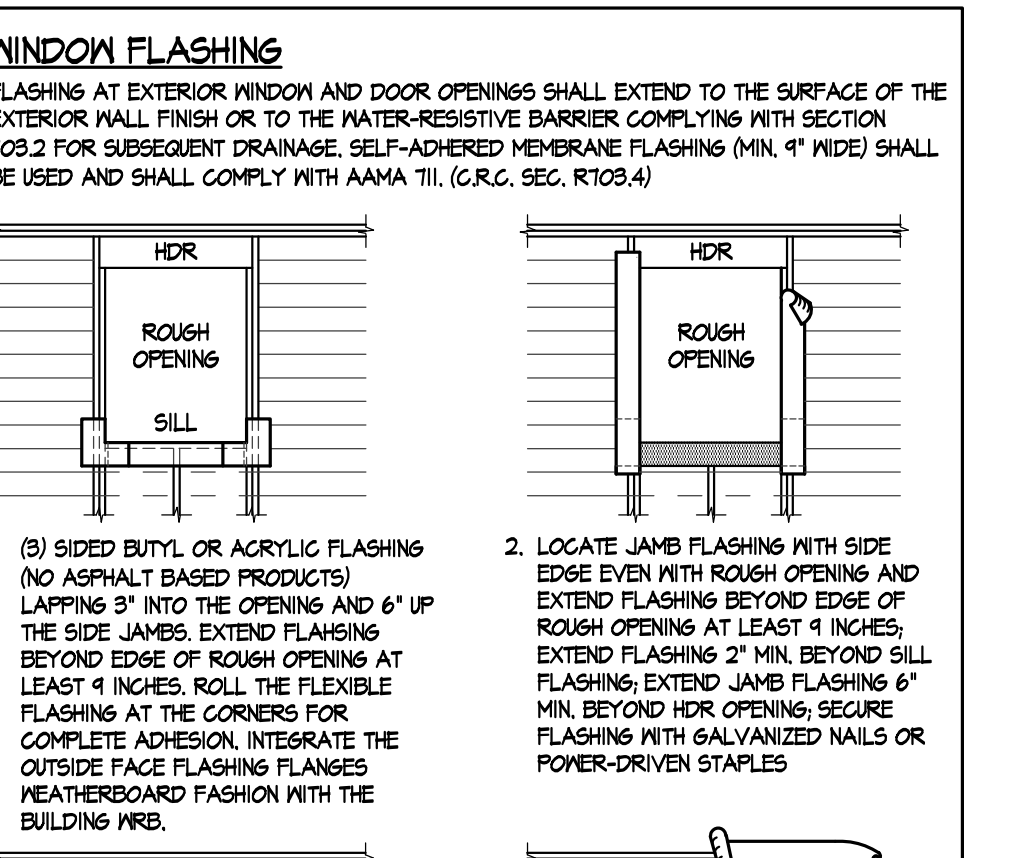 WINDOW FLASHING
FLASHING AT EXTERIOR WINDOW AND DOOR OPENINGS SHALL EXTEND TO THE SURFACE OF THE
EXTERIOR WALL FINISH OR TO THE WATER-RESISTIVE BARRIER COMPLYING WITH SECTION
703.2 FOR SUBSEQUENT DRAINAGE. SELF-ADHERED MEMBRANE FLASHING (MIN. 9" WIDE) SHALL
BE USED AND SHALL COMPLY WITH AAMA 711. (C.R.C. SEC. R703.4)
HDR
ROUGH
OPENING
SILL
(3) SIDED BUTYL OR ACRYLIC FLASHING
(NO ASPHALT BASED PRODUCTS)
LAPPING 3" INTO THE OPENING AND 6" UP
THE SIDE JAMBS. EXTEND FLAHSING
BEYOND EDGE OF ROUGH OPENING AT
LEAST 9 INCHES. ROLL THE FLEXIBLE
FLASHING AT THE CORNERS FOR
COMPLETE ADHESION. INTEGRATE THE
OUTSIDE FACE FLASHING FLANGES
WEATHERBOARD FASHION WITH THE
BUILDING WRB.
HDR
ROUGH
OPENING
2. LOCATE JAMB FLASHING WITH SIDE
EDGE EVEN WITH ROUGH OPENING AND
EXTEND FLASHING BEYOND EDGE OF
ROUGH OPENING AT LEAST 9 INCHES;
EXTEND FLASHING 2" MIN. BEYOND SILL
FLASHING; EXTEND JAMB FLASHING 6"
MIN. BEYOND HDR OPENING; SECURE
FLASHING WITH GALVANIZED NAILS OR
POWER-DRIVEN STAPLES